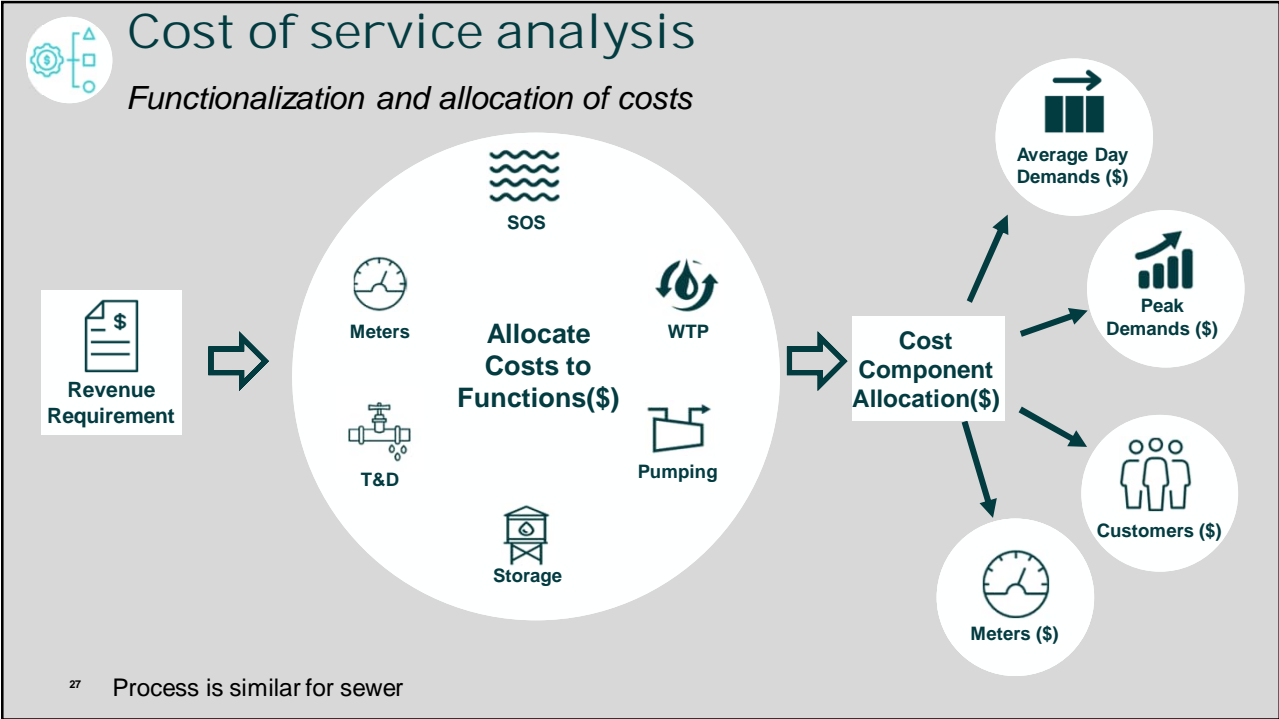 Cost of service analysis
Functionalization and allocation of costs
$
Revenue
Requirement
SOS
Meters
WTP
Allocate
Costs to
Functions($)
T&D
Pumping
Storage
Cost
Component
Allocation($)
Average Day
Demands ($)
Peak
Demands ($)
Customers ($)
Meters ($)
27 Process is similar for sewer